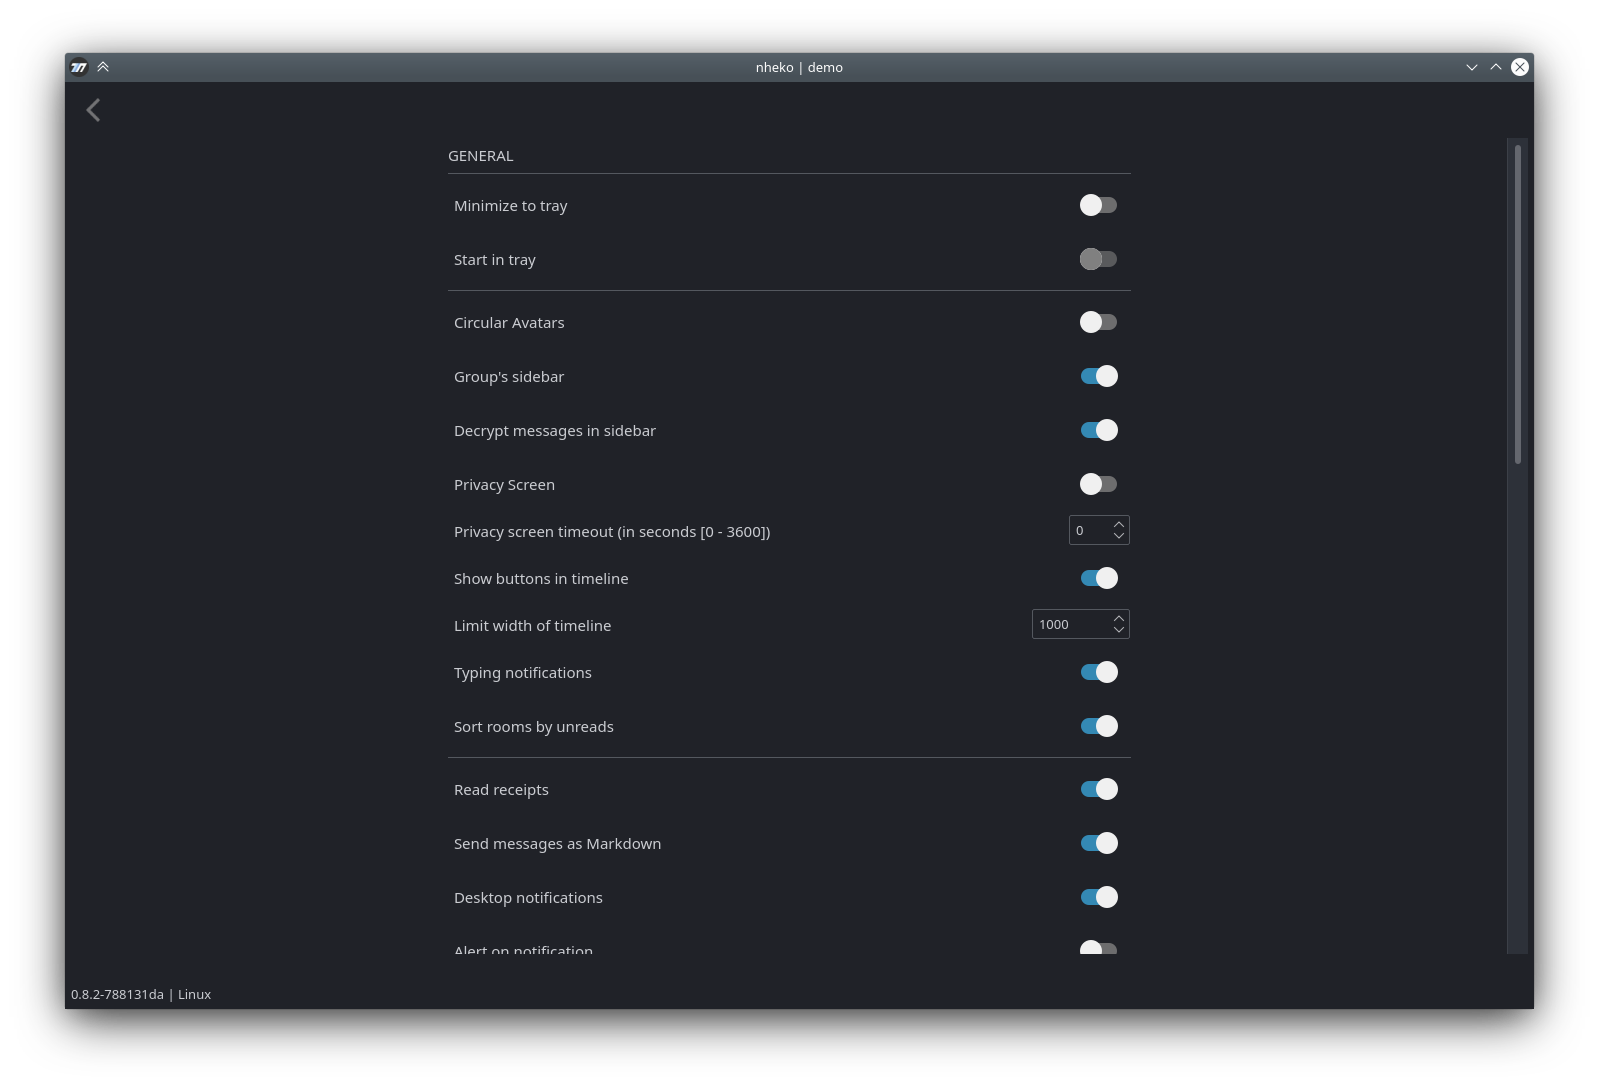 nheko | demo
GENERAL
Minimize to tray
Start in tray
Circular Avatars
Group's sidebar
Decrypt messages in sidebar
Privacy Screen
Privacy screen timeout (in seconds [0 - 3600]) 0
Show buttons in timeline
Limit width of timeline 1000
Typing notifications
Sort rooms by unreads
Read receipts
Send messages as Markdown
Desktop notifications
Alert on notification
0.8.2-788131da | Linux